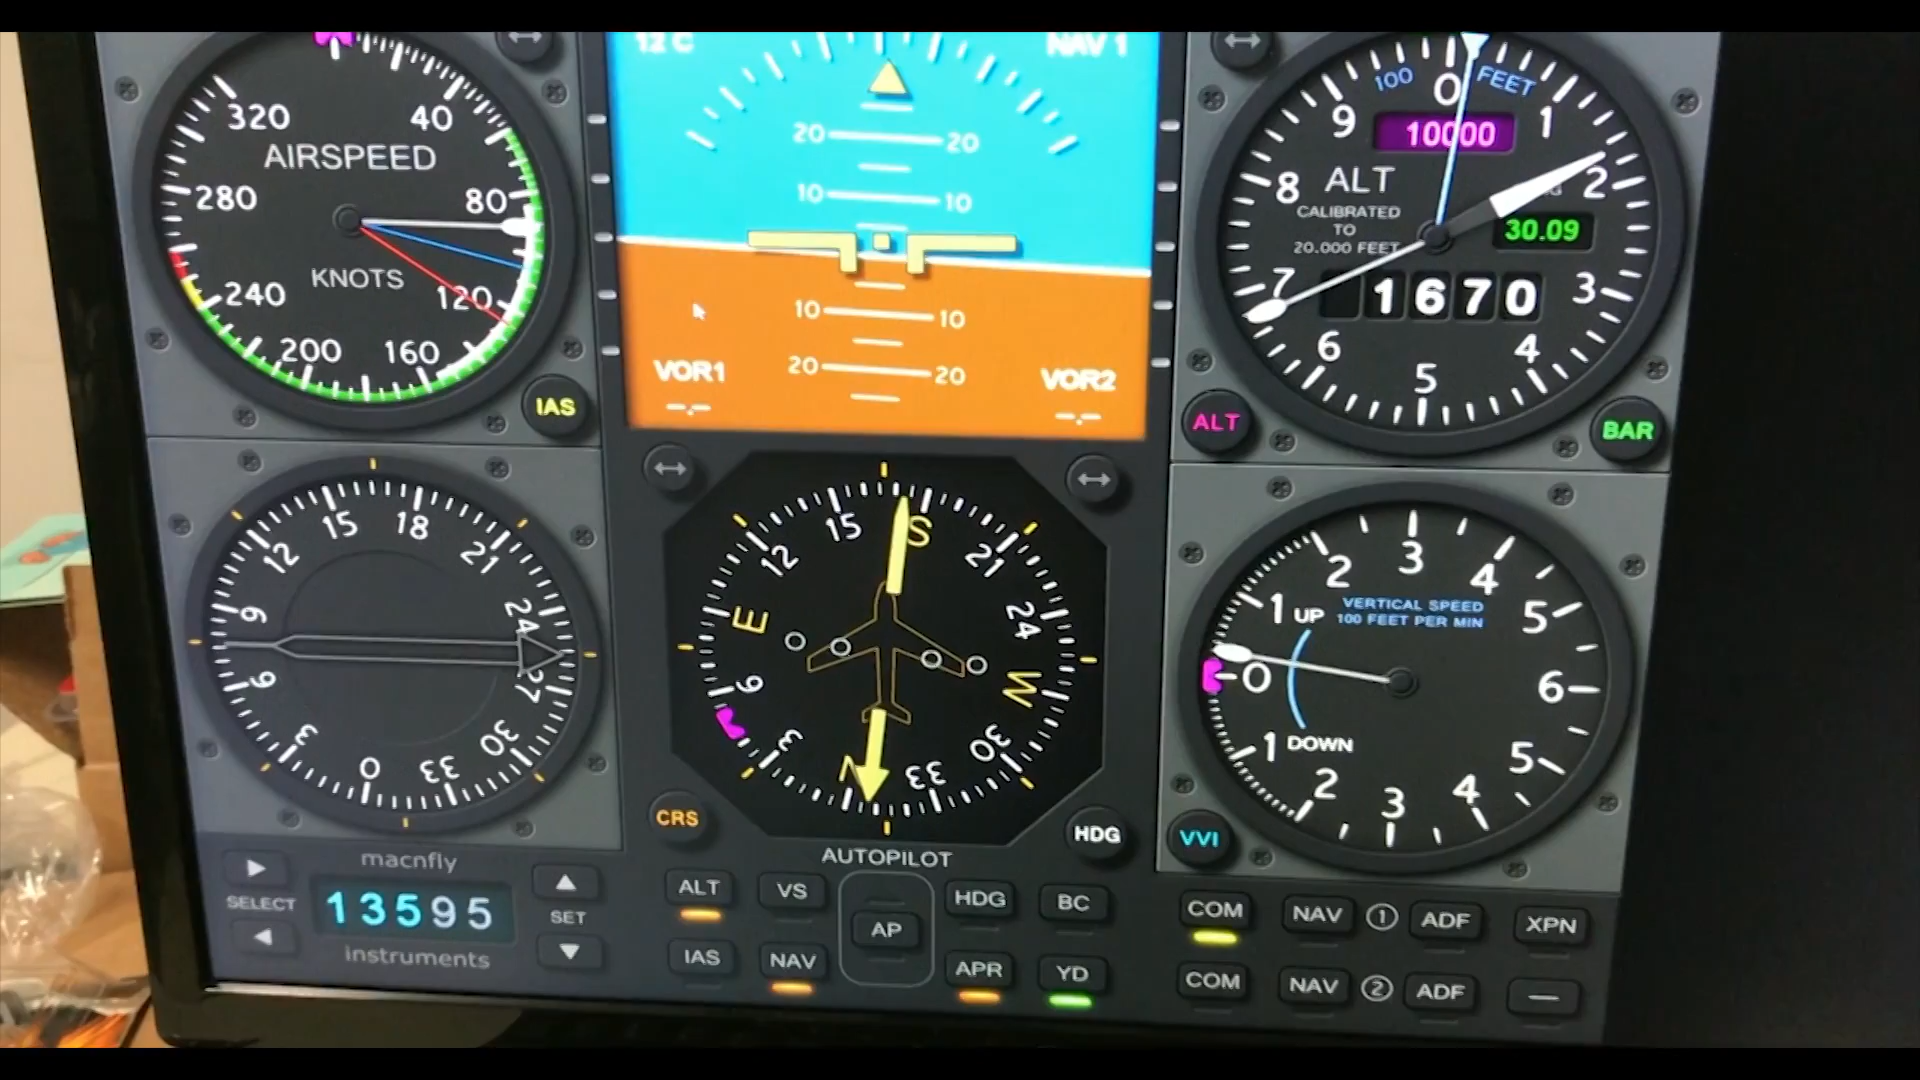 320
40
AIRSPEED
280
80
KNOTS
240
120
200
160
IAS
12 C
NAV 1
20
20
10
10
10
10
20
20
VOR1
VOR2
-.-
-.-
100
FEET
0
9
1
10000
8
ALT
2
CALIBRATED
TO
20.000 FEET
30.09
7
1670
3
6
4
5
ALT
BAR
12
15
18
21
9
24
6
27
3
0
33
30
12
15
S
21
E
24
6
W
3
N
33
30
CRS
HDG
2
3
4
1 UP
VERTICAL SPEED
100 FEET PER MIN
5
0
6
1 DOWN
5
2
3
4
VVI
macnfly
SELECT
13595
SET
instruments
AUTOPILOT
ALT
VS
AP
HDG
BC
IAS
NAV
APR
YD
COM
NAV
1
ADF
XPN
COM
NAV
2
ADF